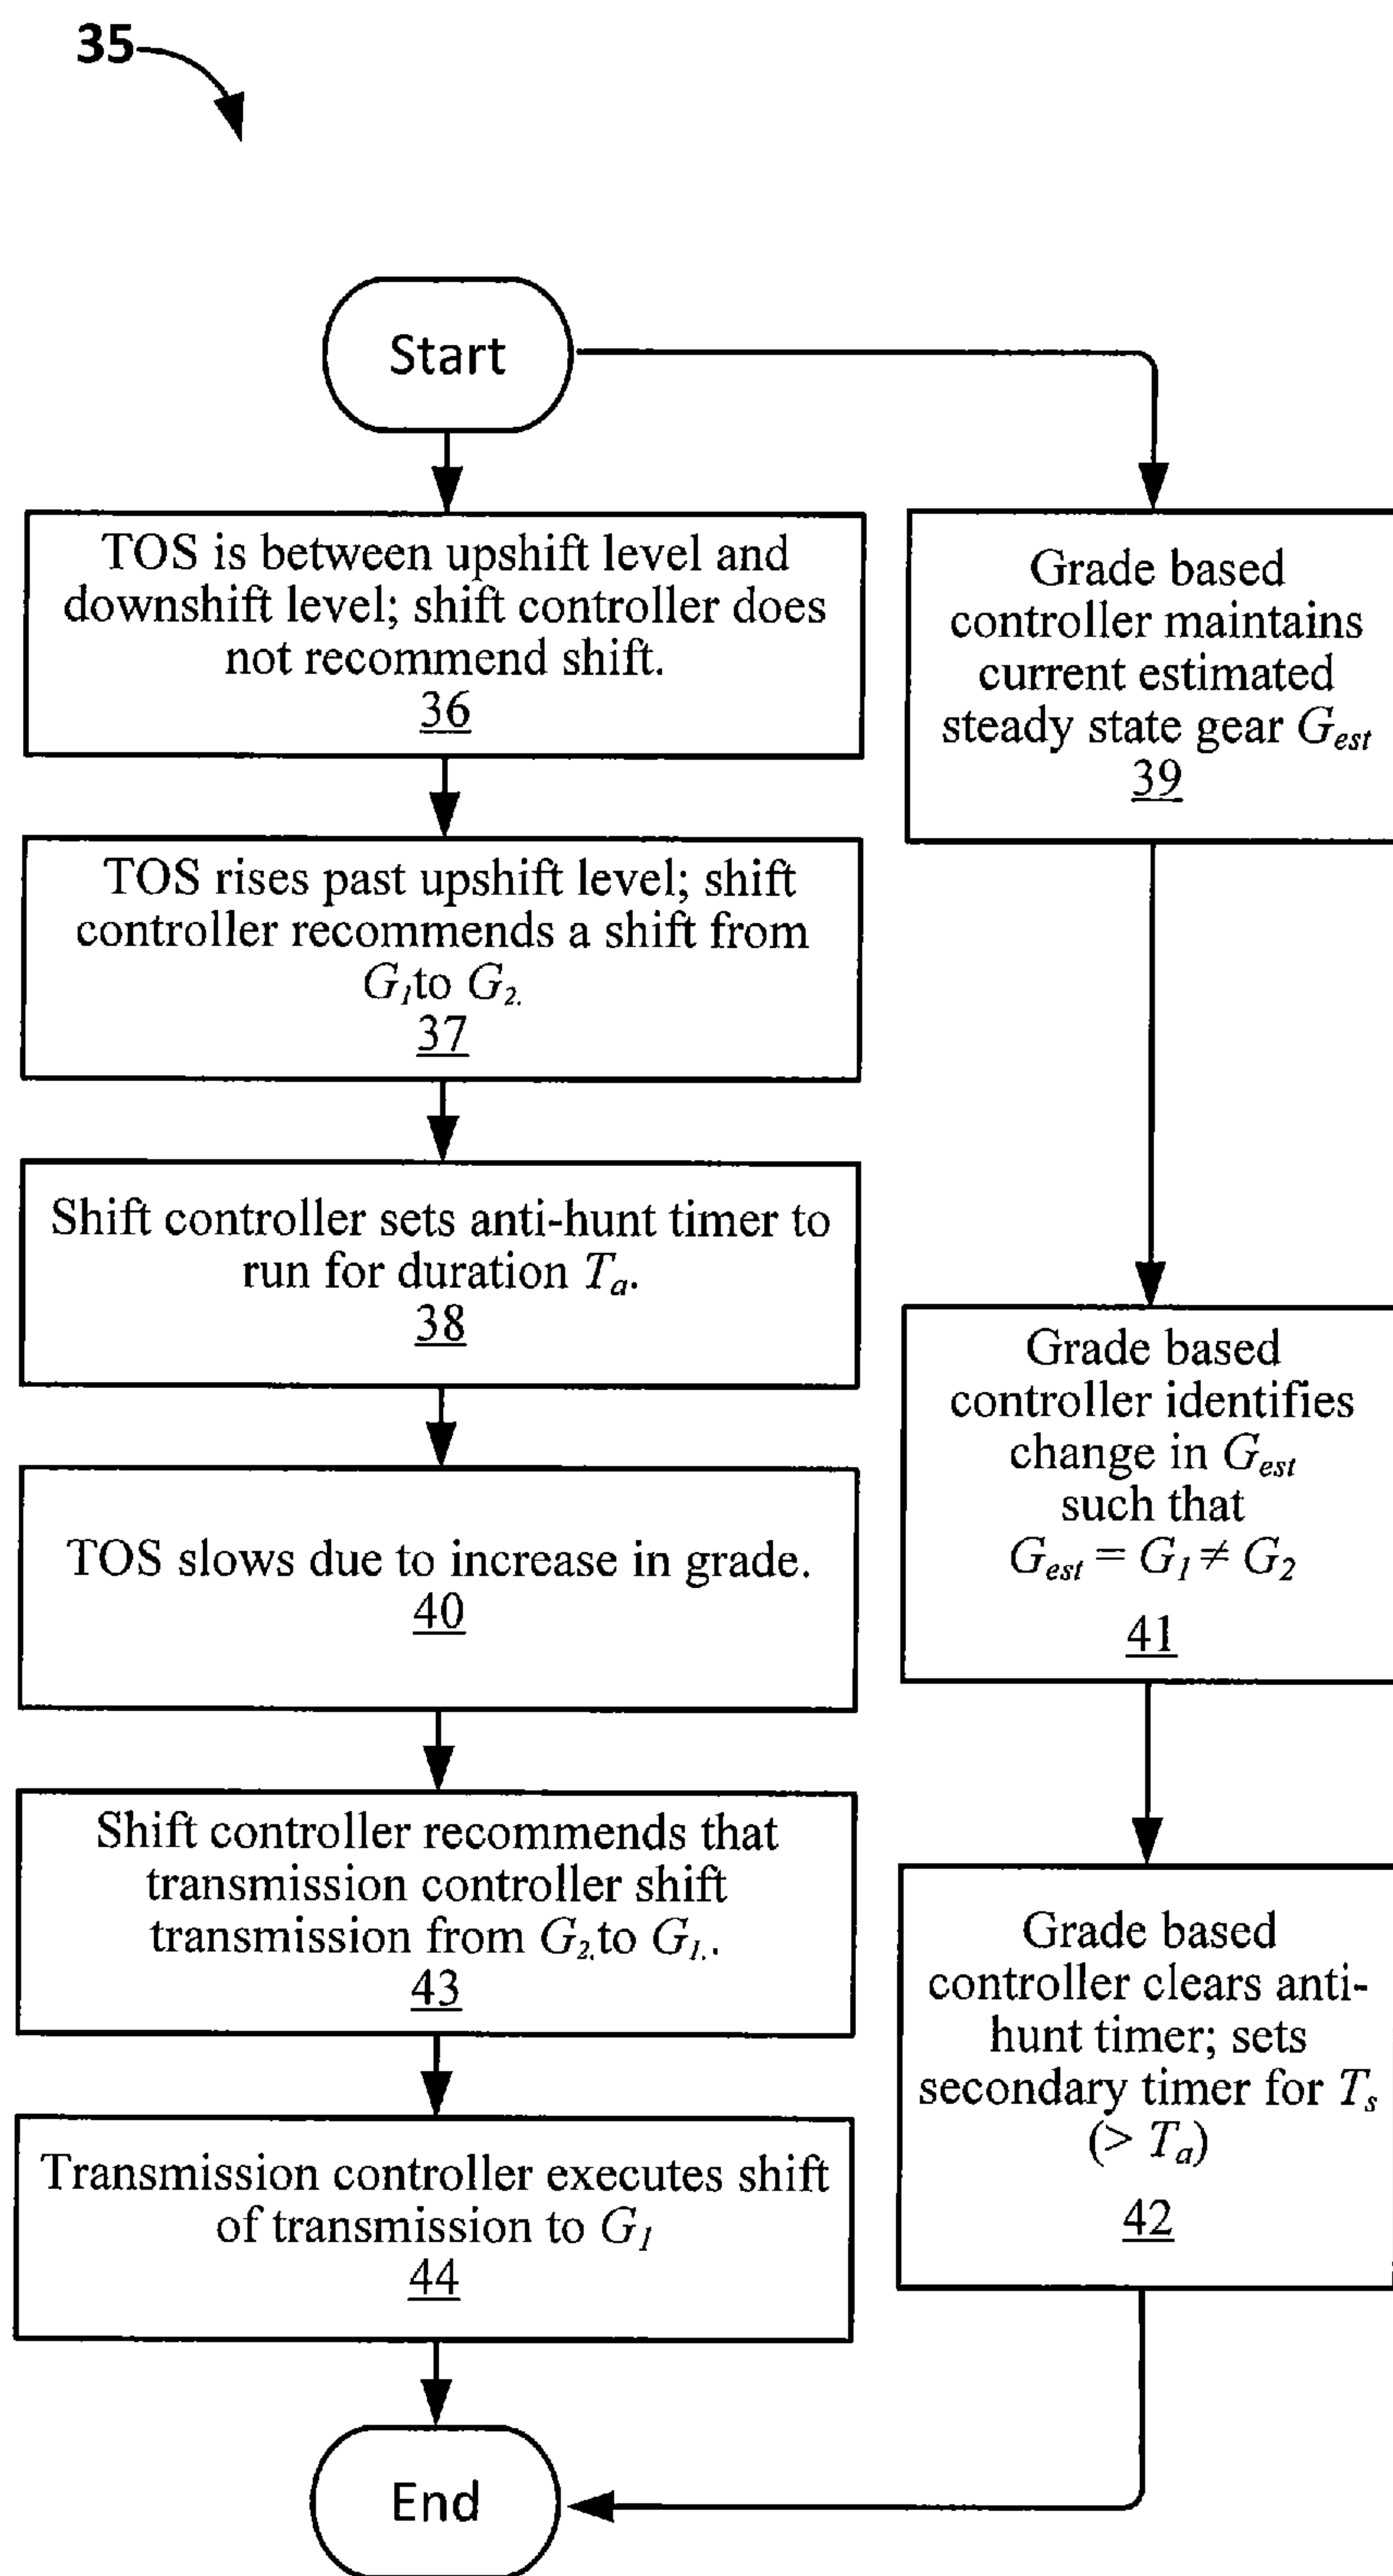 35
Start
TOS is between upshift level and
downshift level; shift controller does
not recommend shift.
36
TOS rises past upshift level; shift
controller recommends a shift from
G1to G2.
37
Shift controller sets anti-hunt timer to
run for duration Ta.
38
TOS slows due to increase in grade.
40
Shift controller recommends that
transmission controller shift
transmission from G2.to G1..
43
Transmission controller executes shift
of transmission to G1
44
End
Grade based
controller maintains
current estimated
steady state gear Gest
39
Grade based
controller identifies
change in Gest
such that
Gest = G1 ≠ G2
41
Grade based
controller clears anti-
hunt timer; sets
secondary timer for Ts
(> Ta)
42